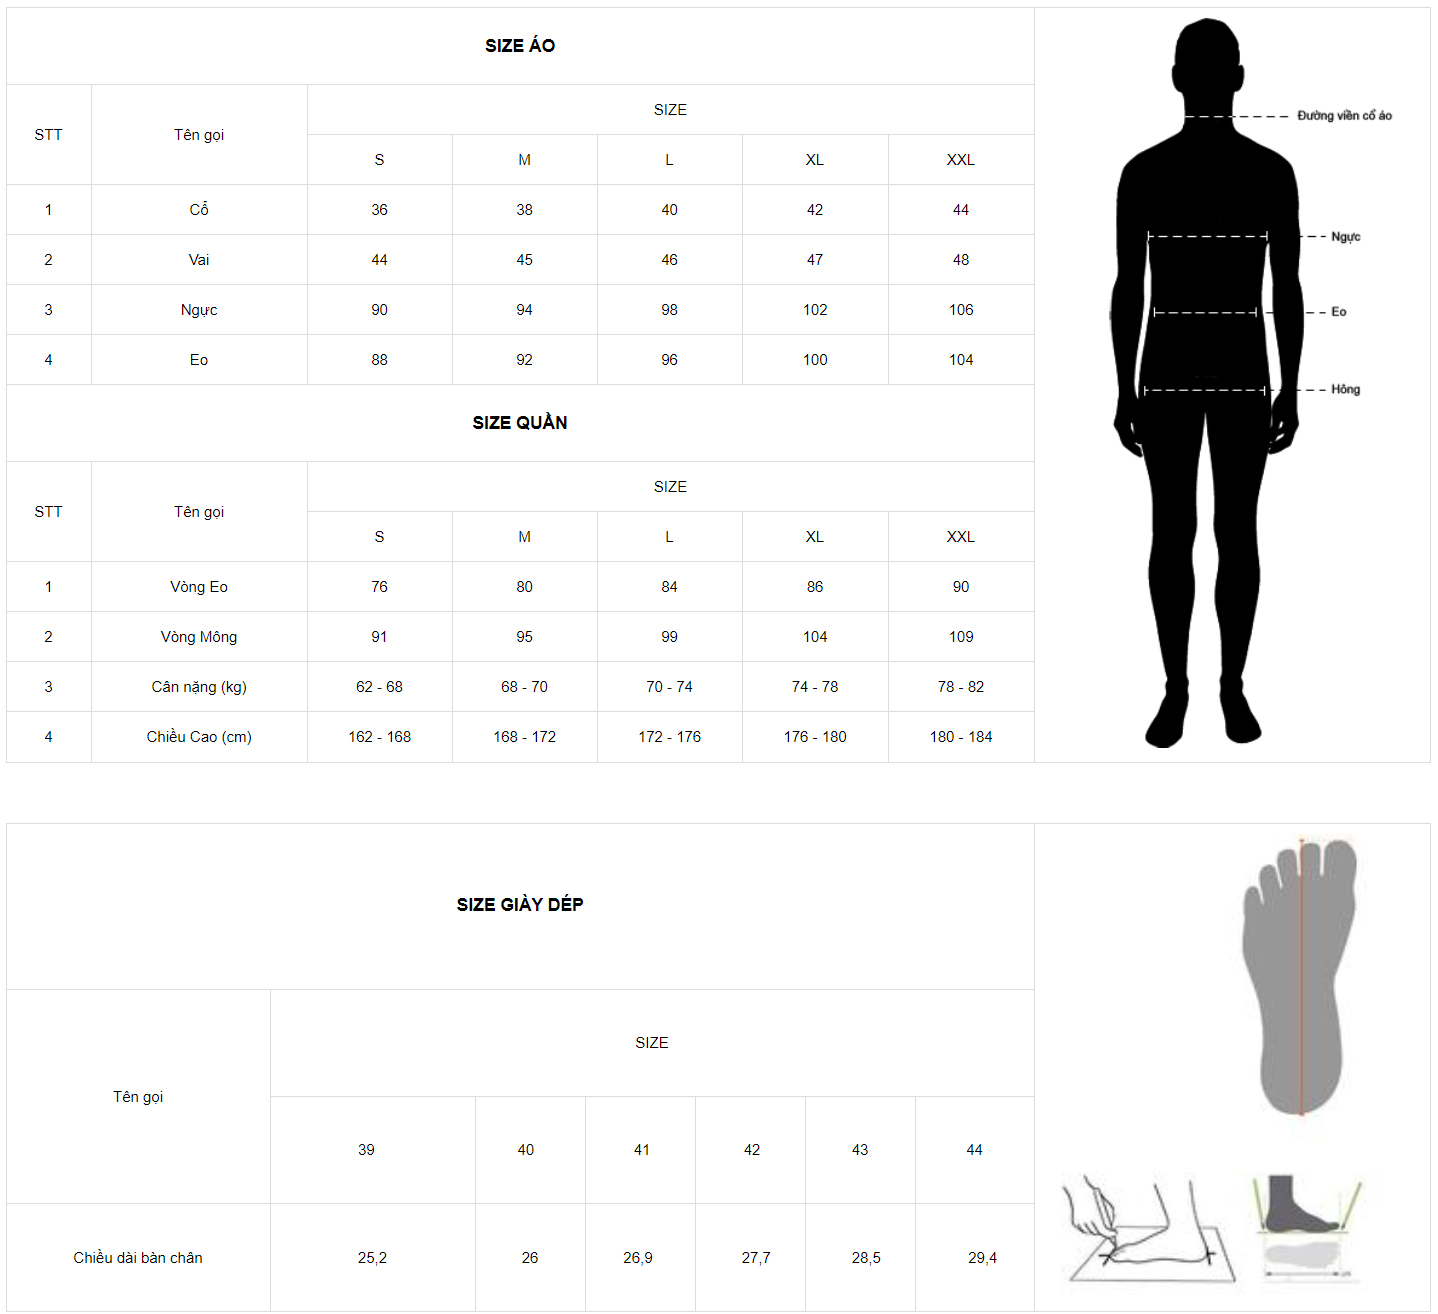 SIZE ÁO
STT
Tên gọi
SIZE
S M L XL XXL
1 Cổ 36 38 40 42 44
2 Vai 44 45 46 47 48
3 Ngực 90 94 98 102 106
4 Eo 88 92 96 100 104
Đường viền cổ áo
Ngực
Eo
Hông
SIZE QUẦN
STT
Tên gọi
SIZE
S M L XL XXL
1 Vòng Eo 76 80 84 86 90
2 Vòng Mông 91 95 99 104 109
3 Cân nặng (kg) 62 - 68 68 - 70 70 - 74 74 - 78 78 - 82
4 Chiều Cao (cm) 162 - 168 168 - 172 172 - 176 176 - 180 180 - 184
SIZE GIÀY DÉP
Tên gọi
SIZE
39 40 41 42 43 44
Chiều dài bàn chân 25,2 26 26,9 27,7 28,5 29,4